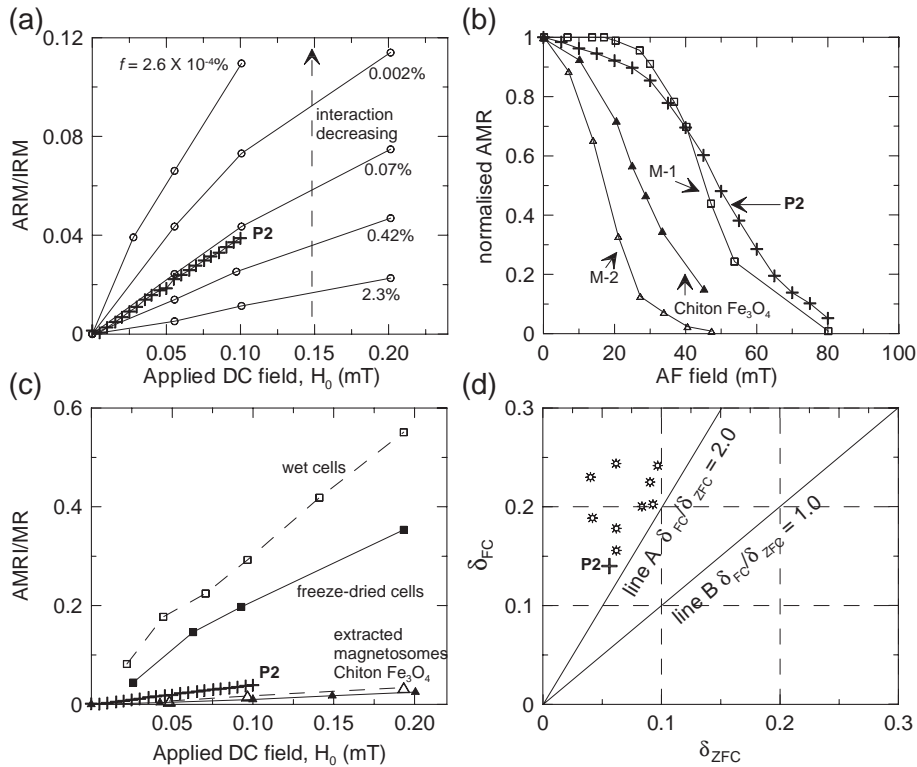 (a)
0.12
0.08
0.04
0
ARM/IRM
f = 2.6 X 10⁻⁴%
0.002%
interaction
decreasing
0.07%
P2
0.42%
2.3%
0.05
0.10
0.15
0.20
Applied DC field, H₀ (mT)
(b)
1
0.8
0.6
0.4
0.2
0
normalised AMR
M-1
P2
M-2
Chiton Fe₃O₄
0
20
40
60
80
100
AF field (mT)
(c)
0.6
0.4
0.2
0
AMRI/MR
wet cells
freeze-dried cells
extracted
magnetosomes
Chiton Fe₃O₄
P2
0.05
0.10
0.15
0.20
Applied DC field, H₀ (mT)
(d)
0.3
0.2
0.1
0
δFC
P2
line A δFC/δZFC = 2.0
line B δFC/δZFC = 1.0
0
0.1
0.2
0.3
δZFC